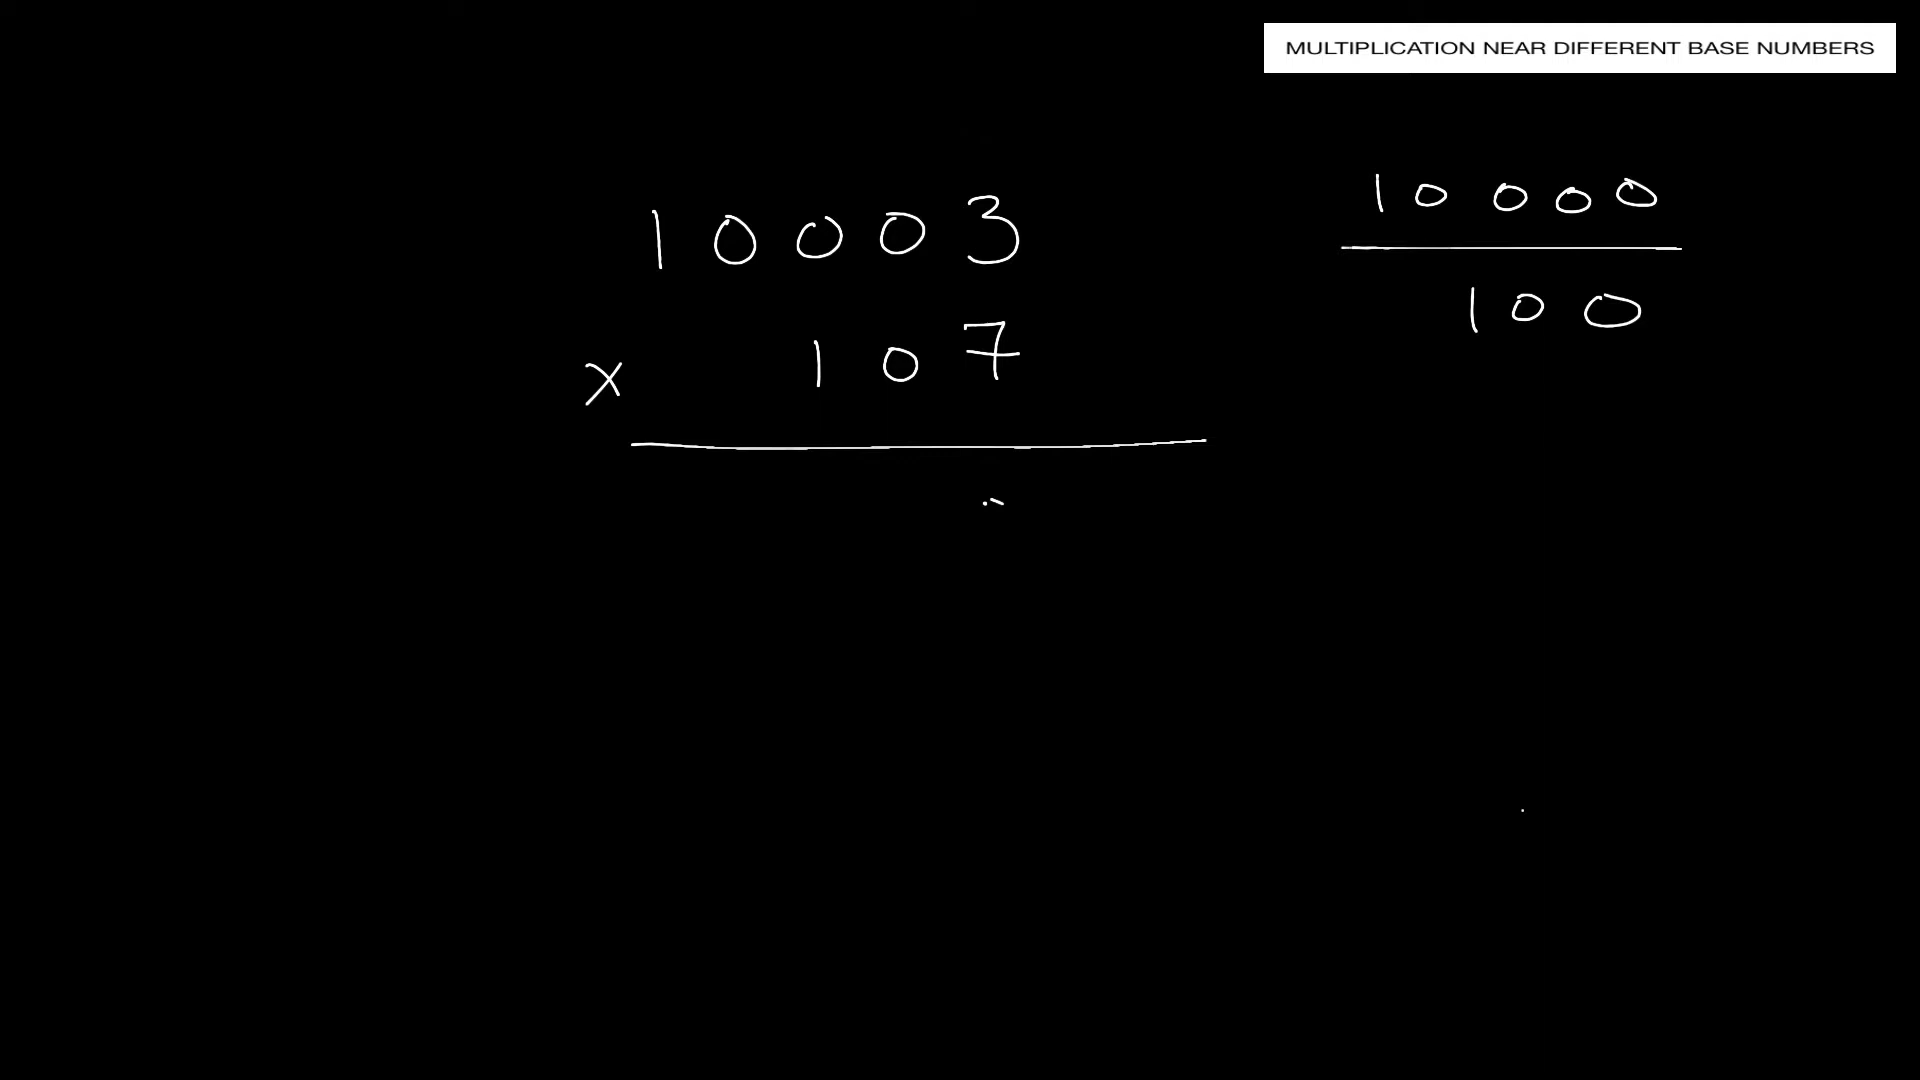 MULTIPLICATION NEAR DIFFERENT BASE NUMBERS
10000
100
10003
x 107